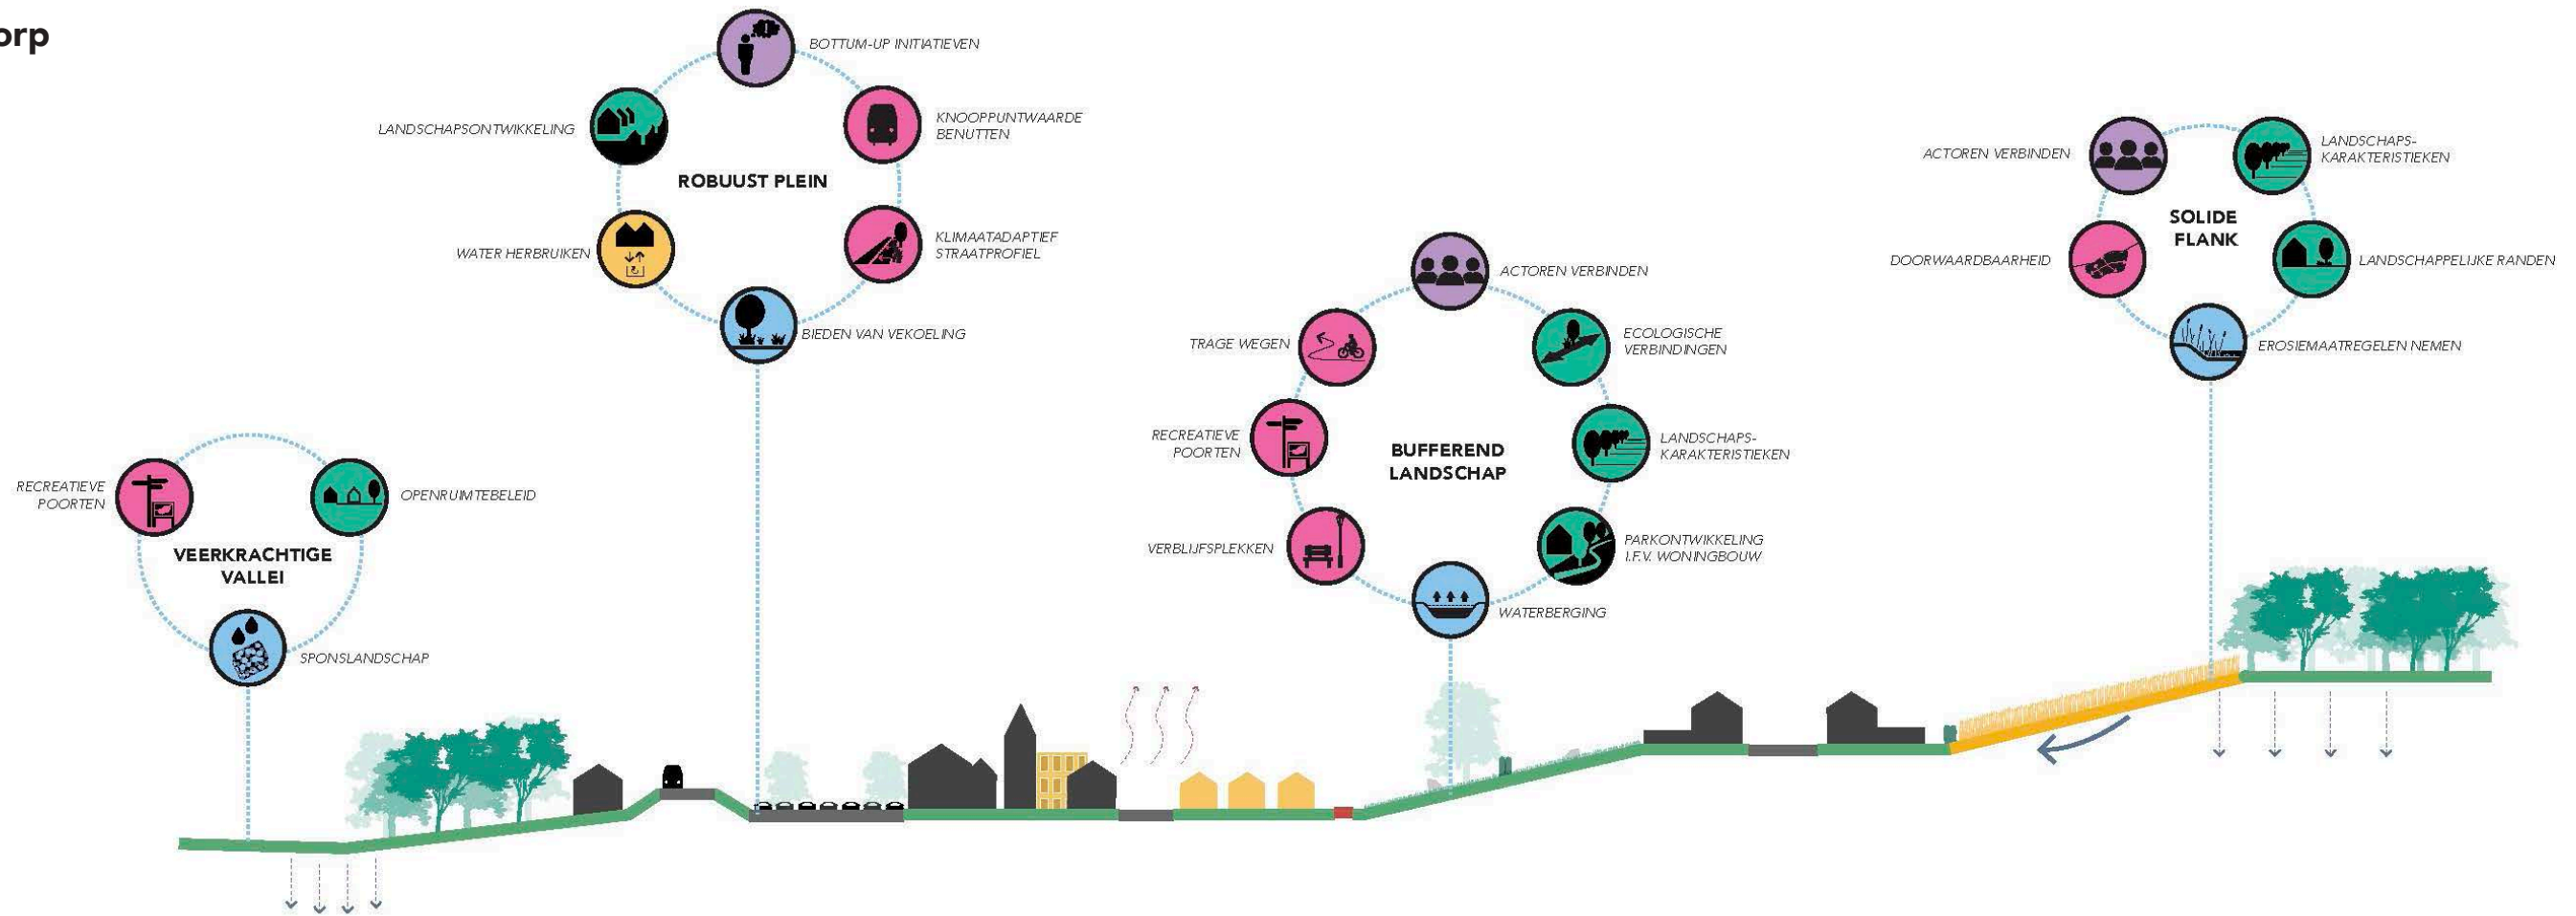 orp
BOTTUM-UP INITIATIEVEN
LANDSCHAPSONTWIKKELING
KNOOPPUNTWAARDE
BENUTTEN
ROBUUST PLEIN
WATER HERBRUIKEN
KLIMAATADAPTIEF
STRAATPROFIEL
BIEDEN VAN VEKOELING
RECREATIEVE
POORTEN
OPENRUIMTEBELEID
VEERKRACHTIGE
VALLEI
SPONSLANDSCHAP
ACTOREN VERBINDEN
TRAGE WEGEN
ECOLOGISCHE
VERBINDINGEN
RECREATIEVE
POORTEN
BUFFEREND
LANDSCHAP
LANDSCHAPS-
KARAKTERISTIEKEN
VERBLIJFSPLEKKEN
PARKONTWIKKELING
I.F.V. WONINGBOUW
WATERBERGING
ACTOREN VERBINDEN
LANDSCHAPS-
KARAKTERISTIEKEN
SOLIDE
FLANK
DOORWAARDBAARHEID
LANDSCHAPPELIJKE RANDEN
EROSIEMAATREGELEN NEMEN